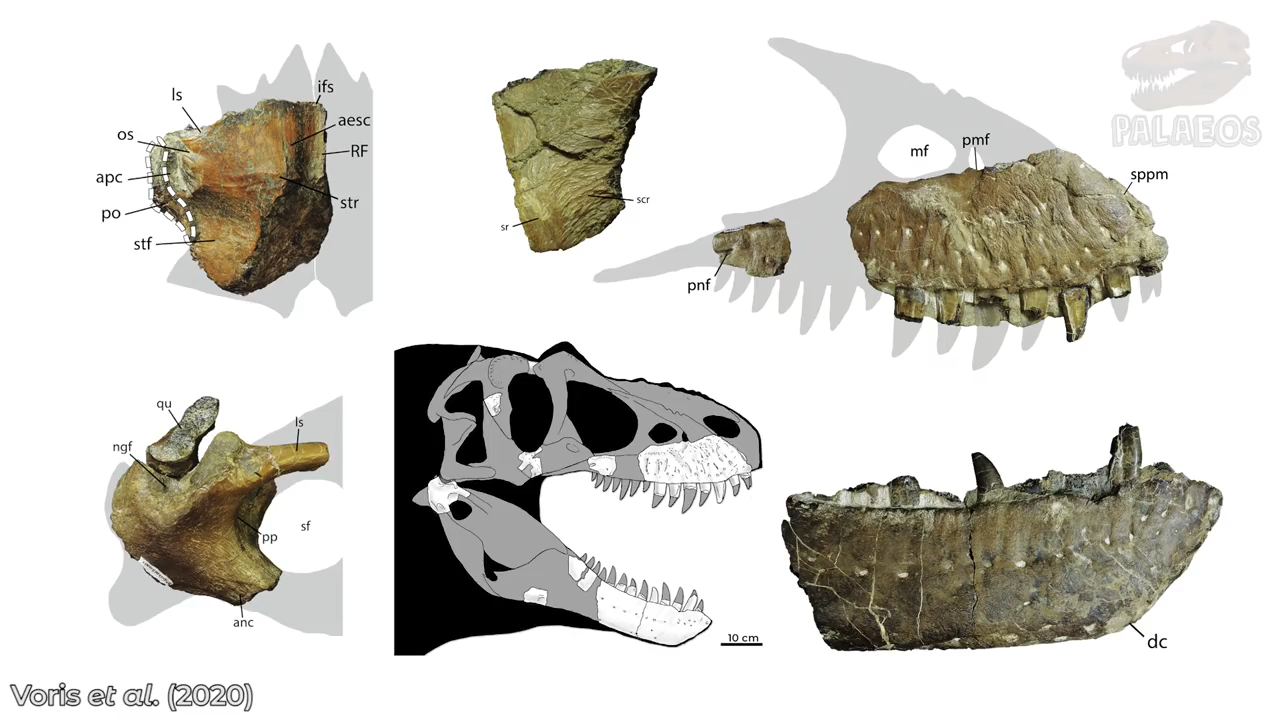 PALAEOS
ls
ifs
os
aesc
RF
apc
str
po
stf
scr
sr
mf
pmf
sppm
pnf
qu
ls
ngf
sf
pp
anc
10 cm
dc
Voris et al. (2020)